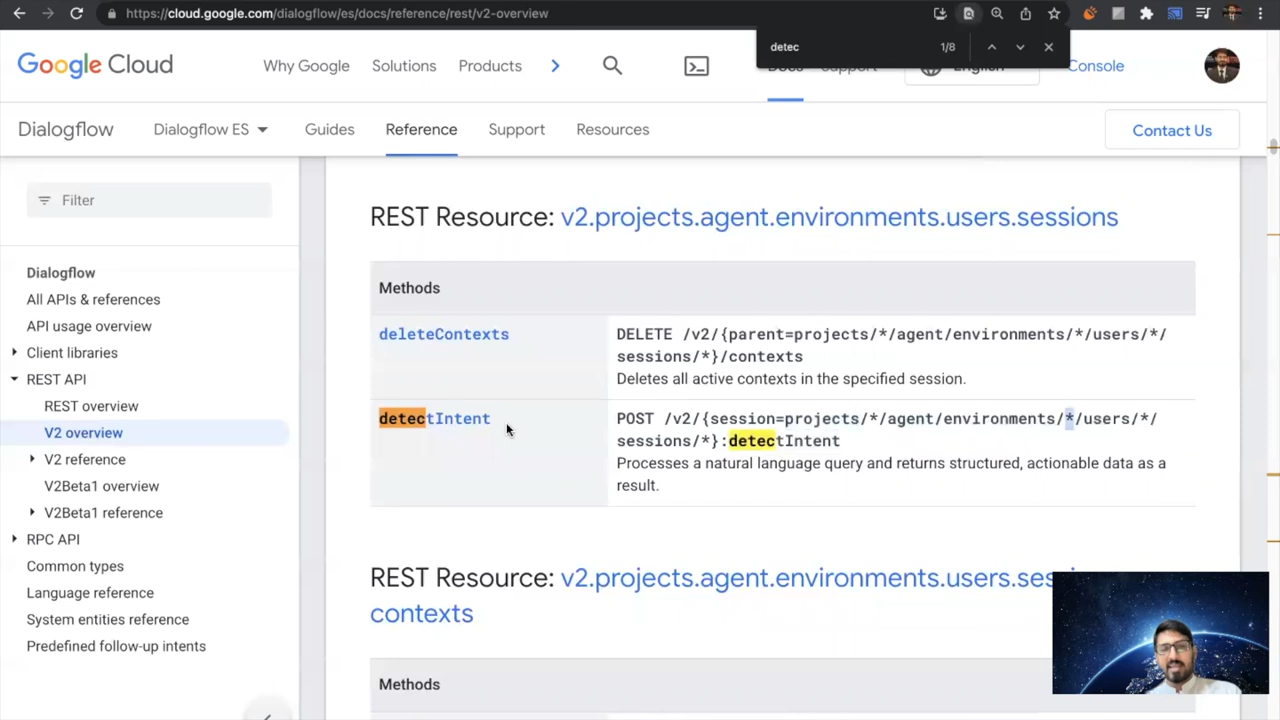 https://cloud.google.com/dialogflow/es/docs/reference/rest/v2-overview
detec 1/8
Google Cloud Why Google Solutions Products Docs Support English Console
Dialogflow Dialogflow ES Guides Reference Support Resources Contact Us
Filter
Dialogflow
All APIs & references
API usage overview
Client libraries
REST API
REST overview
V2 overview
V2 reference
V2Beta1 overview
V2Beta1 reference
RPC API
Common types
Language reference
System entities reference
Predefined follow-up intents
REST Resource: v2.projects.agent.environments.users.sessions
Methods
deleteContexts
DELETE /v2/{parent=projects/*/agent/environments/*/users/*/
sessions/*}/contexts
Deletes all active contexts in the specified session.
detectIntent
POST /v2/{session=projects/*/agent/environments/*/users/*/
sessions/*}:detectIntent
Processes a natural language query and returns structured, actionable data as a
result.
REST Resource: v2.projects.agent.environments.users.ses
contexts
Methods